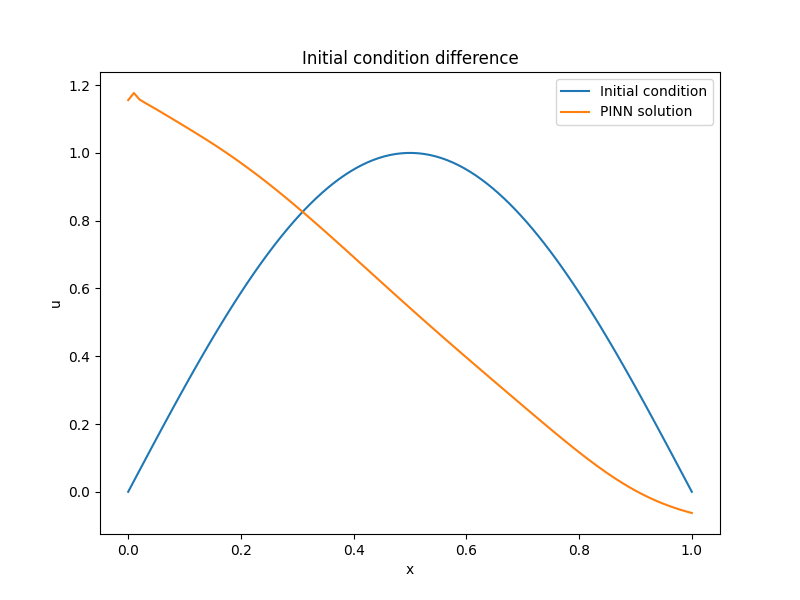 Initial condition difference
Initial condition
PINN solution
u
1.2
1.0
0.8
0.6
0.4
0.2
0.0
0.0 0.2 0.4 0.6 0.8 1.0
x